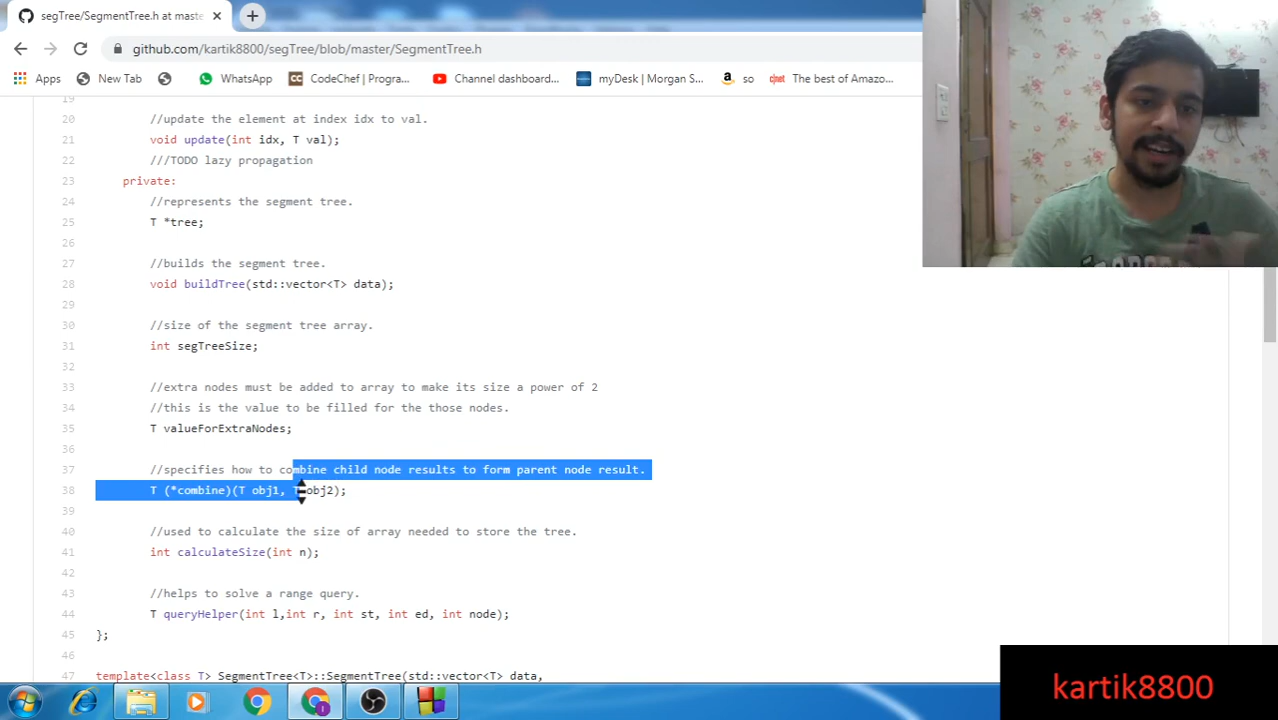 segTree/SegmentTree.h at maste
github.com/kartik8800/segTree/blob/master/SegmentTree.h
Apps New Tab WhatsApp CodeChef | Progra... Channel dashboard... myDesk | Morgan S... so cnet The best of Amazo...
19
20 //update the element at index idx to val.
21 void update(int idx, T val);
22 ///TODO lazy propagation
23 private:
24 //represents the segment tree.
25 T *tree;
26
27 //builds the segment tree.
28 void buildTree(std::vector<T> data);
29
30 //size of the segment tree array.
31 int segTreeSize;
32
33 //extra nodes must be added to array to make its size a power of 2
34 //this is the value to be filled for the those nodes.
35 T valueForExtraNodes;
36
37 //specifies how to combine child node results to form parent node result.
38 T (*combine)(T obj1, T obj2);
39
40 //used to calculate the size of array needed to store the tree.
41 int calculateSize(int n);
42
43 //helps to solve a range query.
44 T queryHelper(int l,int r, int st, int ed, int node);
45 };
46
47 template<class T> SegmentTree<T>::SegmentTree(std::vector<T> data,
kartik8800